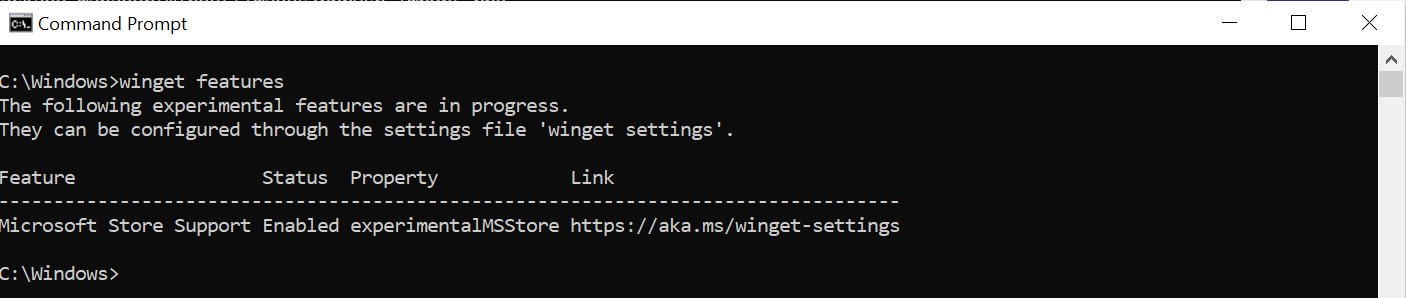 Command Prompt
C:\Windows>winget features
The following experimental features are in progress.
They can be configured through the settings file 'winget settings'.
Feature Status Property Link
--------------------------------------------------------------------------------
Microsoft Store Support Enabled experimentalMSStore https://aka.ms/winget-settings
C:\Windows>